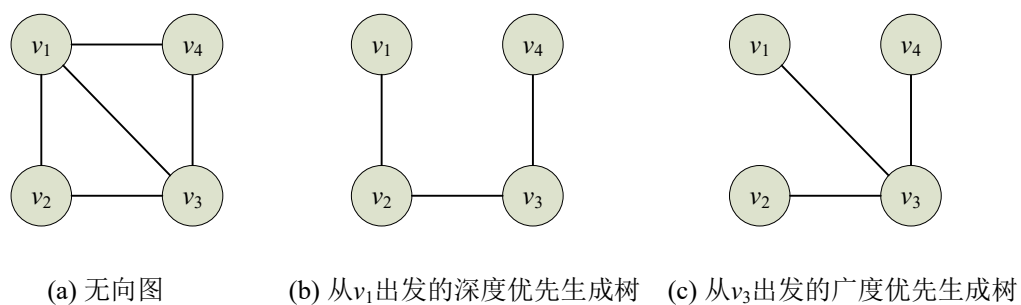 v₁ v₄ v₁ v₄ v₁ v₄
v₂ v₃ v₂ v₃ v₂ v₃
(a) 无向图 (b) 从v₁出发的深度优先生成树 (c) 从v₃出发的广度优先生成树